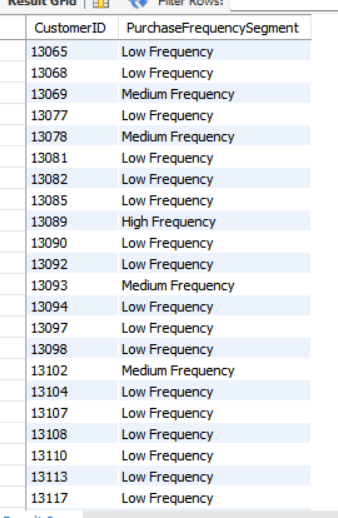 Result Grid
Filter Rows:
CustomerID PurchaseFrequencySegment
13065 Low Frequency
13068 Low Frequency
13069 Medium Frequency
13077 Low Frequency
13078 Medium Frequency
13081 Low Frequency
13082 Low Frequency
13085 Low Frequency
13089 High Frequency
13090 Low Frequency
13092 Low Frequency
13093 Medium Frequency
13094 Low Frequency
13097 Low Frequency
13098 Low Frequency
13102 Medium Frequency
13104 Low Frequency
13107 Low Frequency
13108 Low Frequency
13110 Low Frequency
13113 Low Frequency
13117 Low Frequency